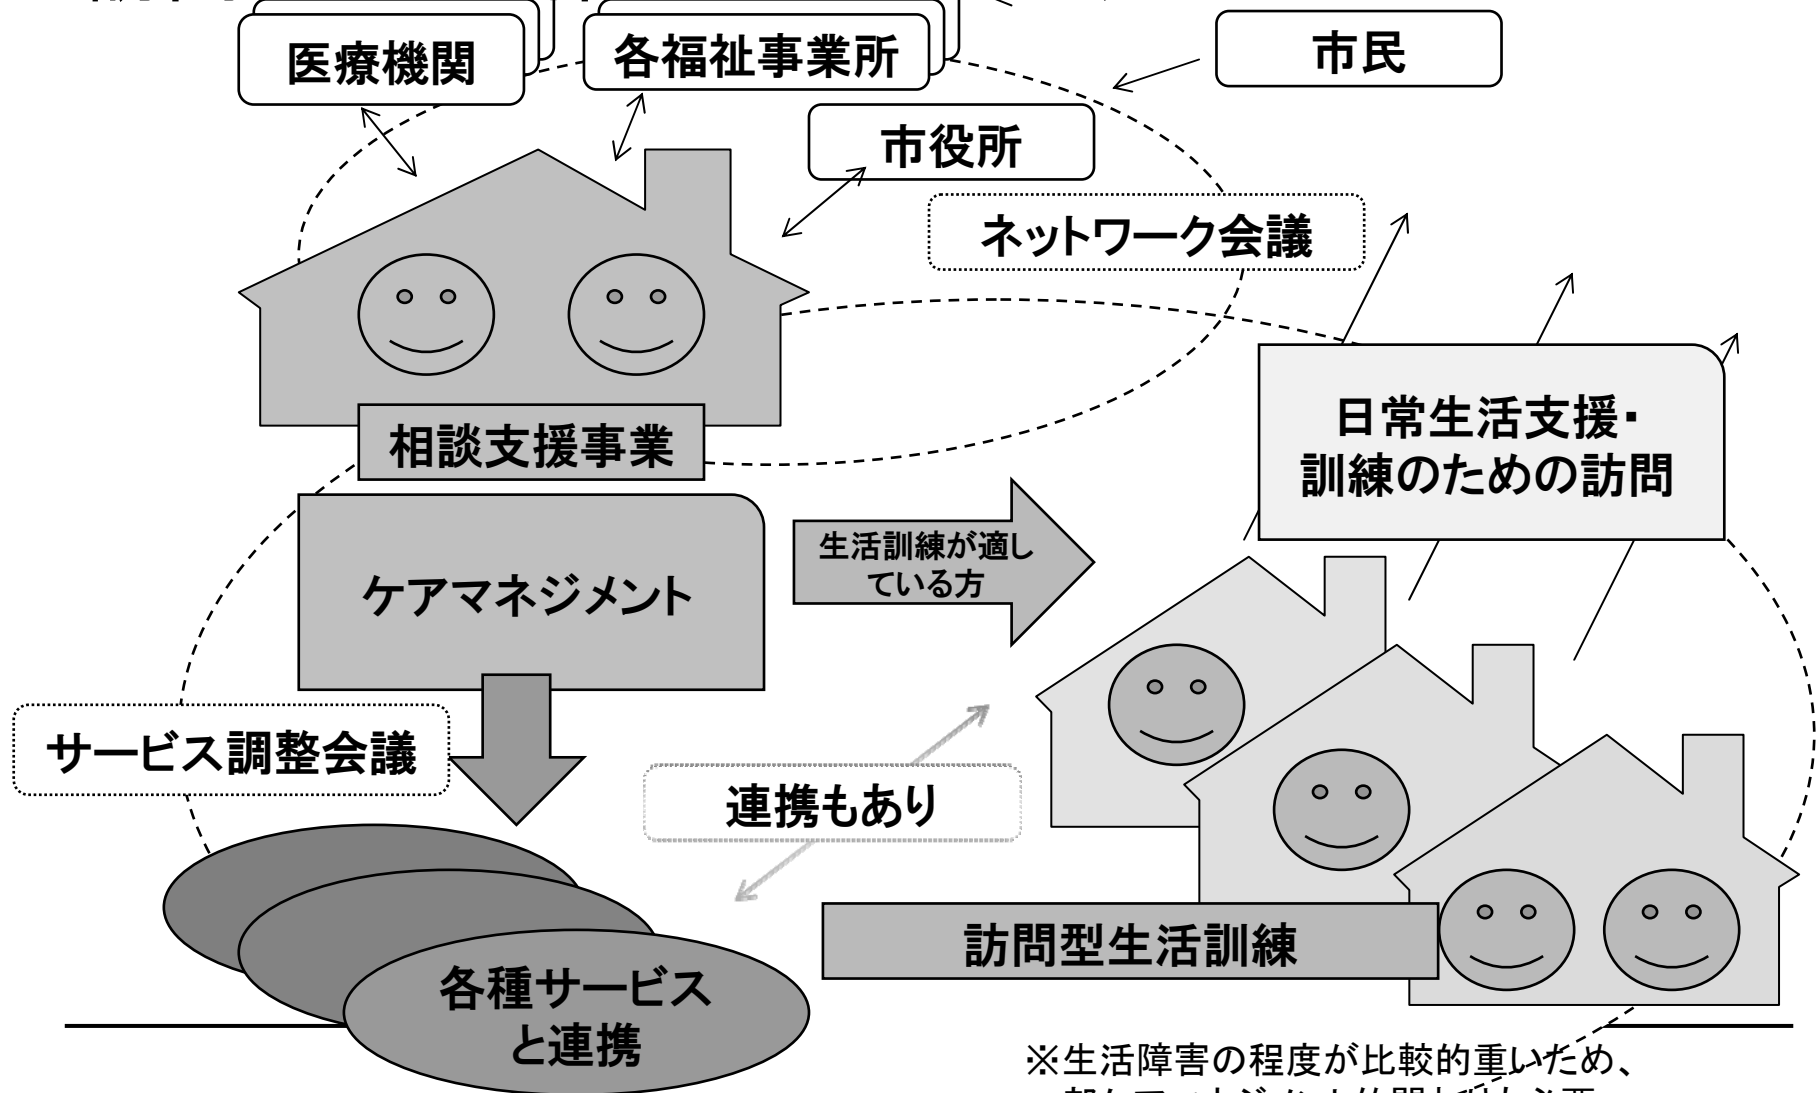 医療機関
各福祉事業所
市民
市役所
ネットワーク会議
日常生活支援・
訓練のための訪問
相談支援事業
ケアマネジメント
生活訓練が適し
ている方
サービス調整会議
連携もあり
訪問型生活訓練
各種サービス
と連携
※生活障害の程度が比較的重いため、